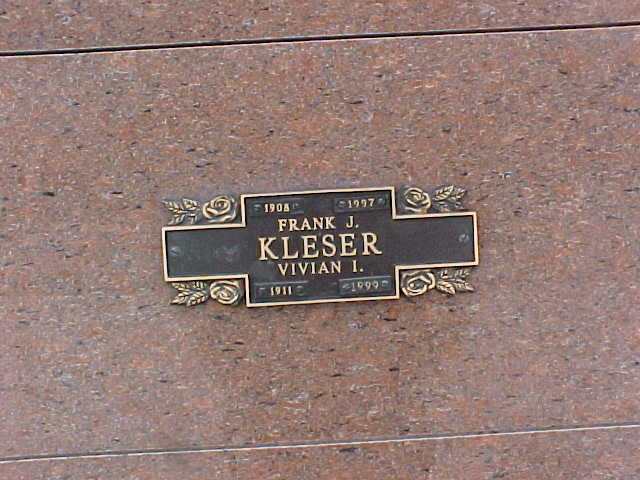 1908 1997
FRANK J.
KLESER
VIVIAN I.
1911 1999